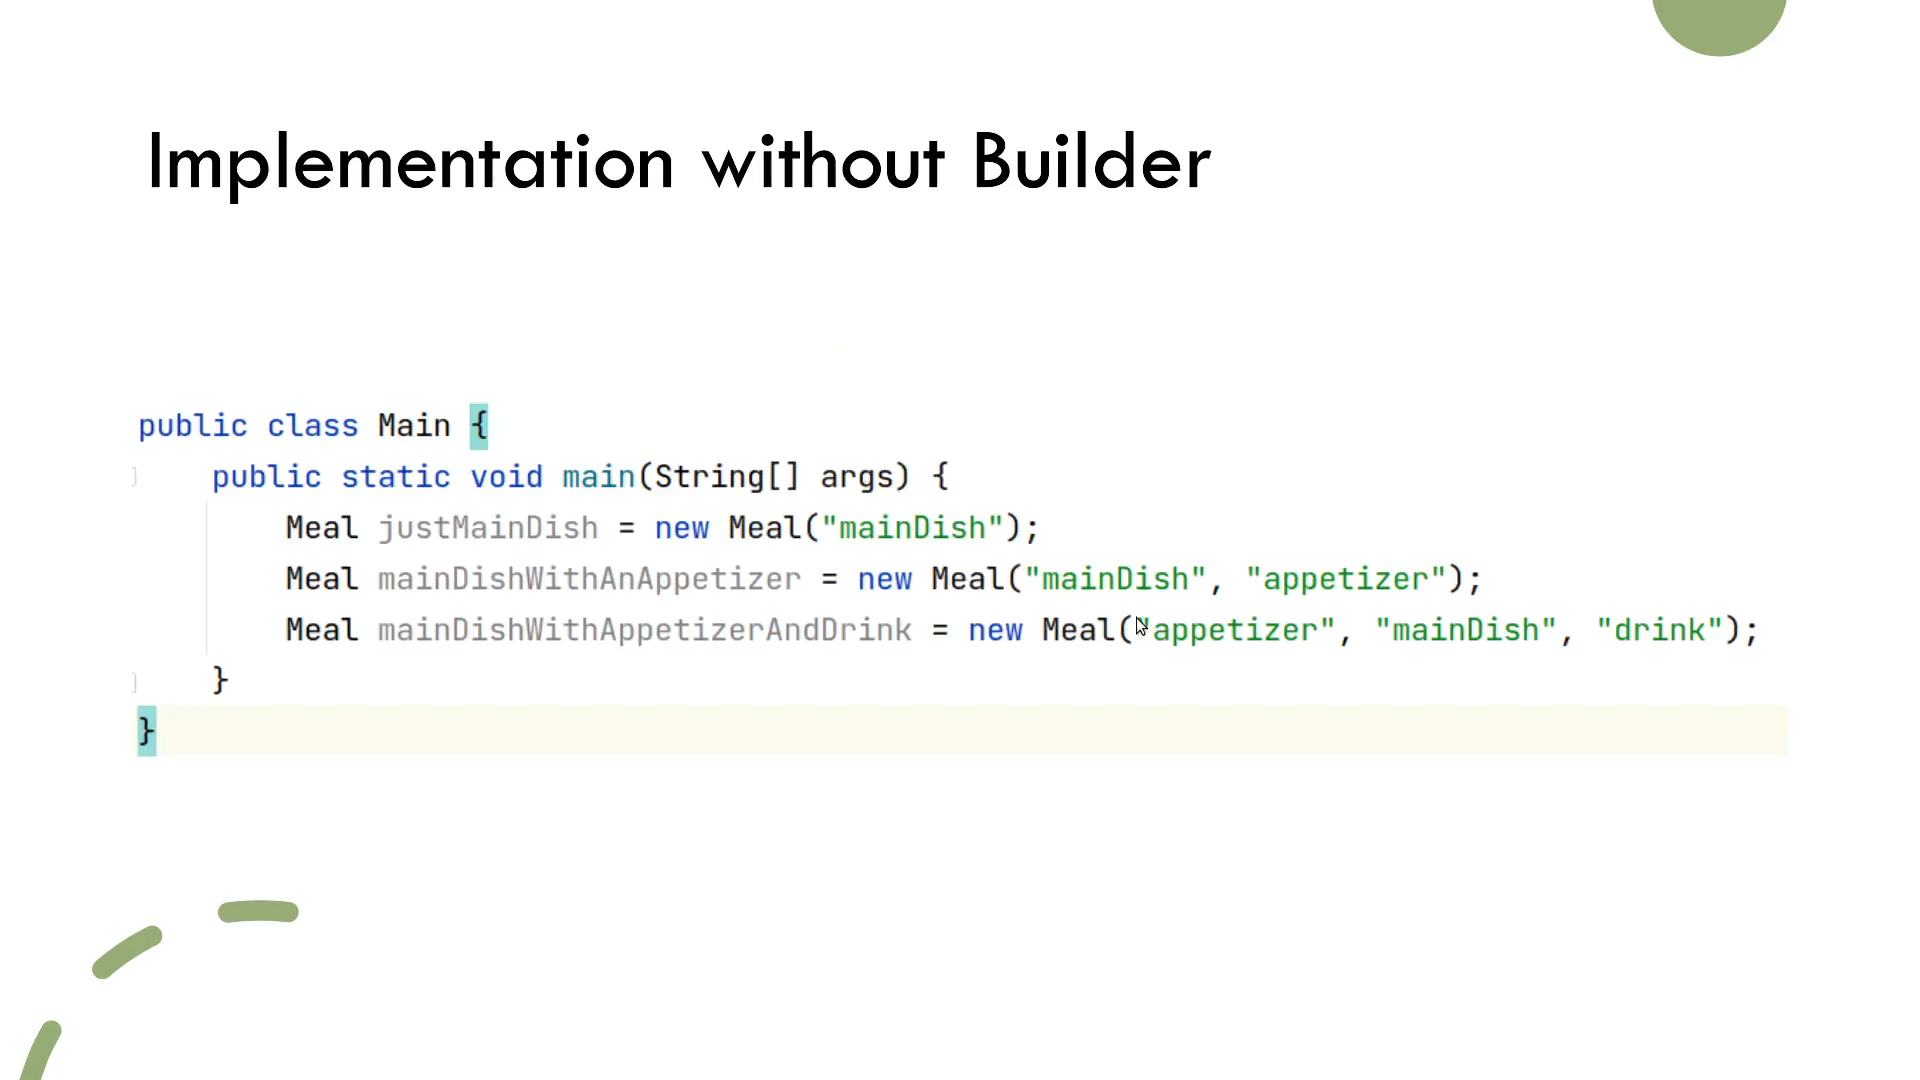 Implementation without Builder
public class Main {
public static void main(String[] args) {
Meal justMainDish = new Meal("mainDish");
Meal mainDishWithAnAppetizer = new Meal("mainDish", "appetizer");
Meal mainDishWithAppetizerAndDrink = new Meal("appetizer", "mainDish", "drink");
}
}